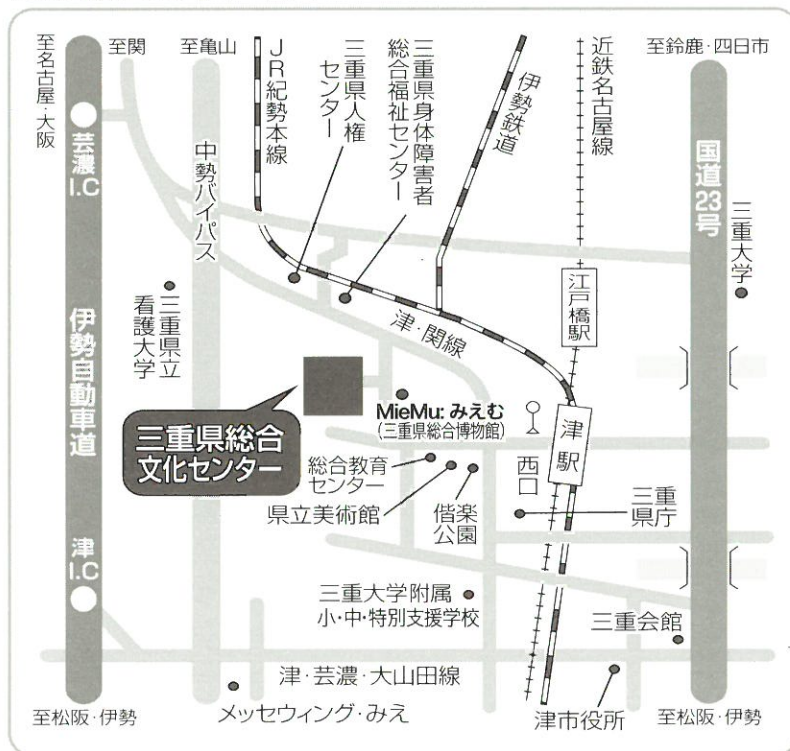 至名古屋・大阪
至関
至亀山
JR紀勢本線
三重県人権
センター
三重県身体障害者
総合福祉センター
伊勢鉄道
近鉄名古屋線
至鈴鹿・四日市
芸濃
I.C
中勢バイパス
国道23号
三重大学
三重県立
看護大学
江戸橋駅
津・関線
伊勢自動車道
MieMu: みえむ
(三重県総合博物館)
津駅
三重県総合
文化センター
総合教育
センター
西口
県立美術館
偕楽
公園
三重
県庁
津
I.C
三重大学附属
小・中・特別支援学校
三重会館
津・芸濃・大山田線
至松阪・伊勢
メッセウィング・みえ
津市役所
至松阪・伊勢